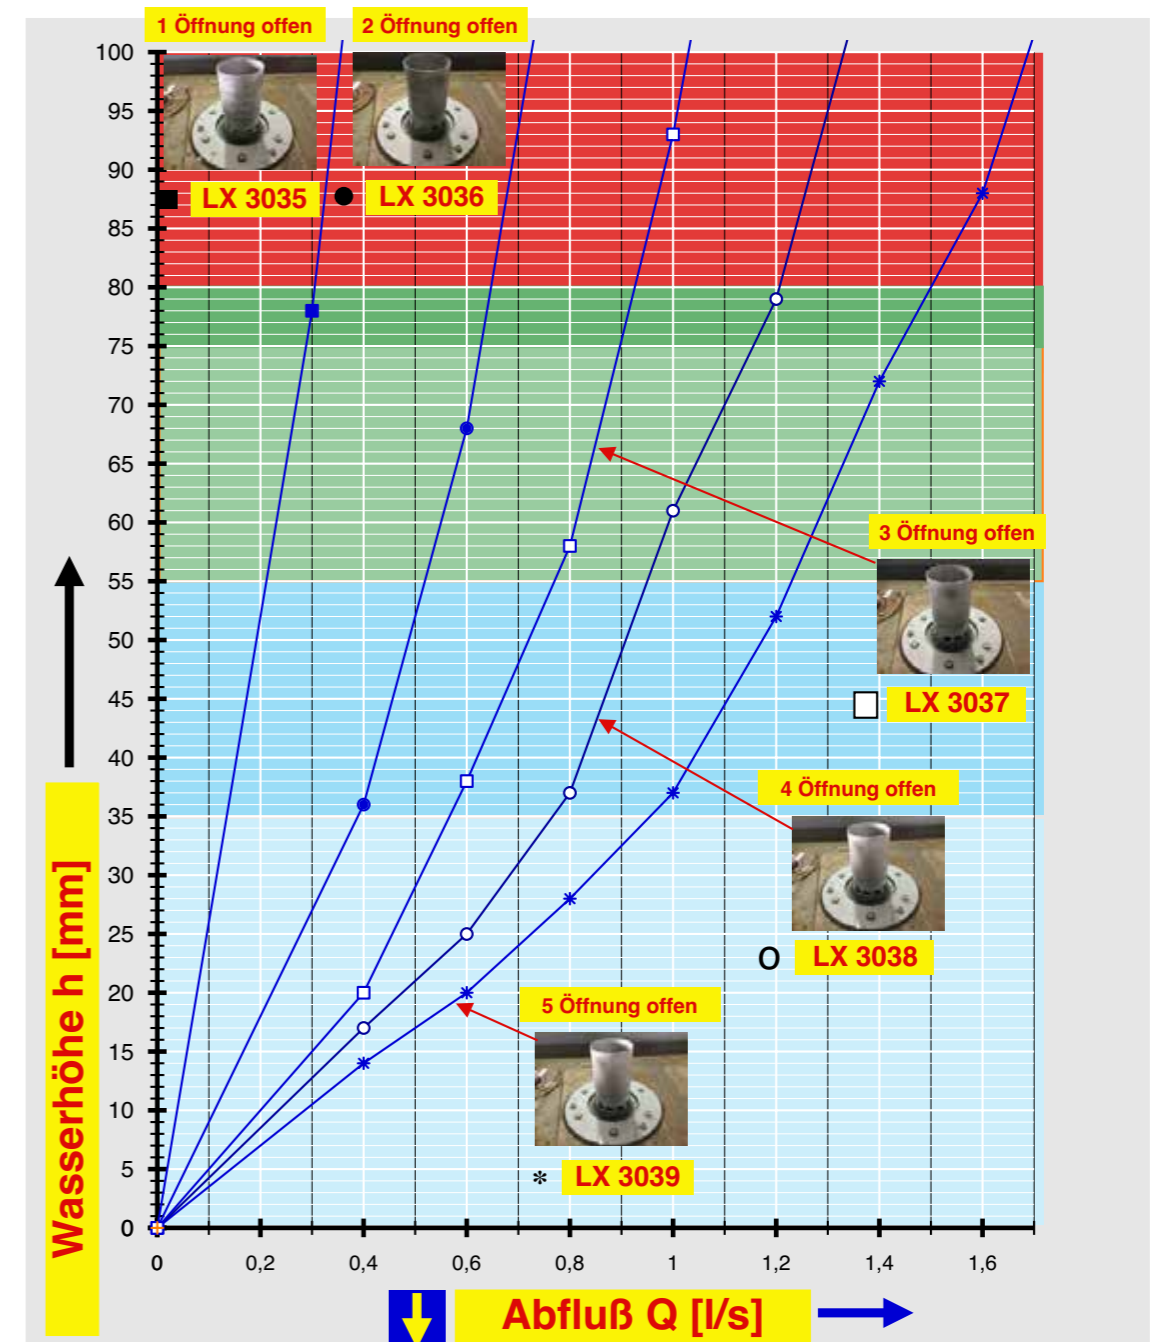 1 Öffnung offen
2 Öffnung offen
100
95
90
LX 3035
LX 3036
85
80
75
70
65
60
3 Öffnung offen
55
50
45
LX 3037
40
4 Öffnung offen
35
30
25
LX 3038
20
5 Öffnung offen
15
10
5
* LX 3039
0
0 0,2 0,4 0,6 0,8 1 1,2 1,4 1,6
Wasserhöhe h [mm]
Abfluß Q [l/s]